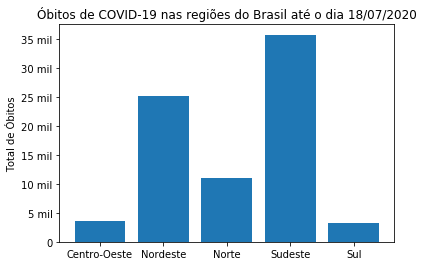 Óbitos de COVID-19 nas regiões do Brasil até o dia 18/07/2020
Total de Óbitos
35 mil
30 mil
25 mil
20 mil
15 mil
10 mil
5 mil
0
Centro-Oeste Nordeste Norte Sudeste Sul